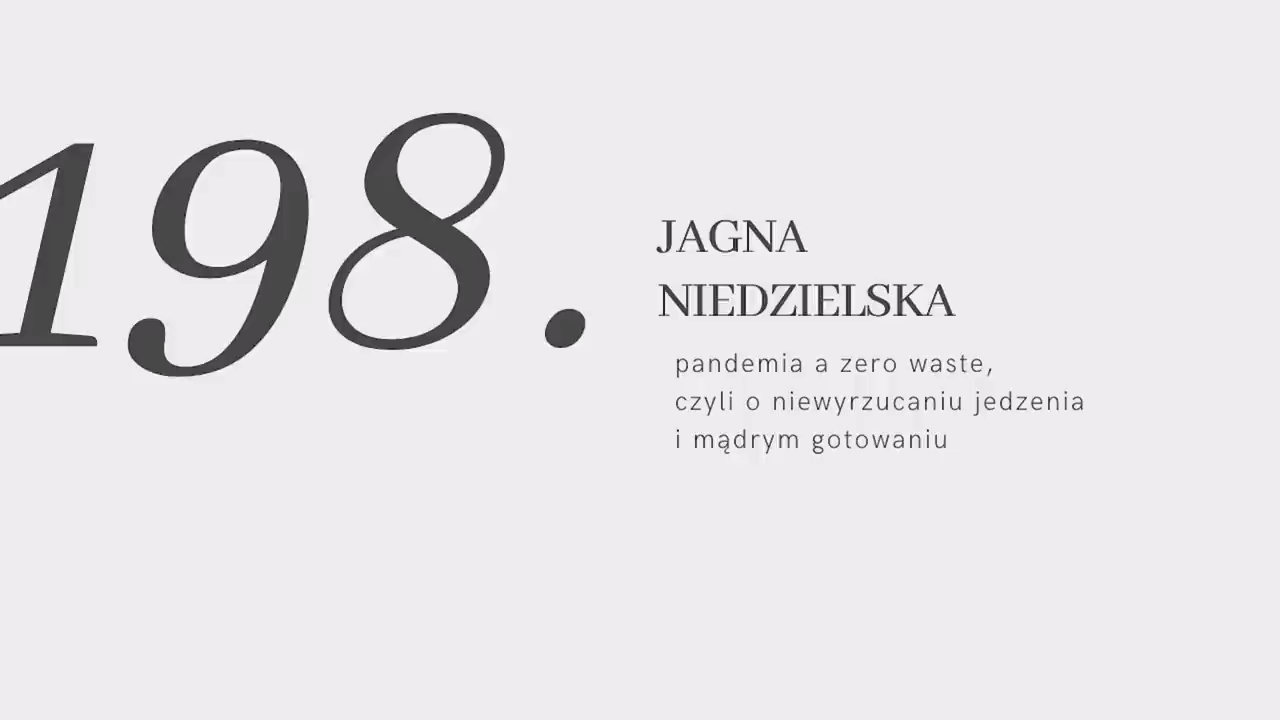 198.
JAGNA
NIEDZIELSKA
pandemia a zero waste,
czyli o niewyrzucaniu jedzenia
i mądrym gotowaniu